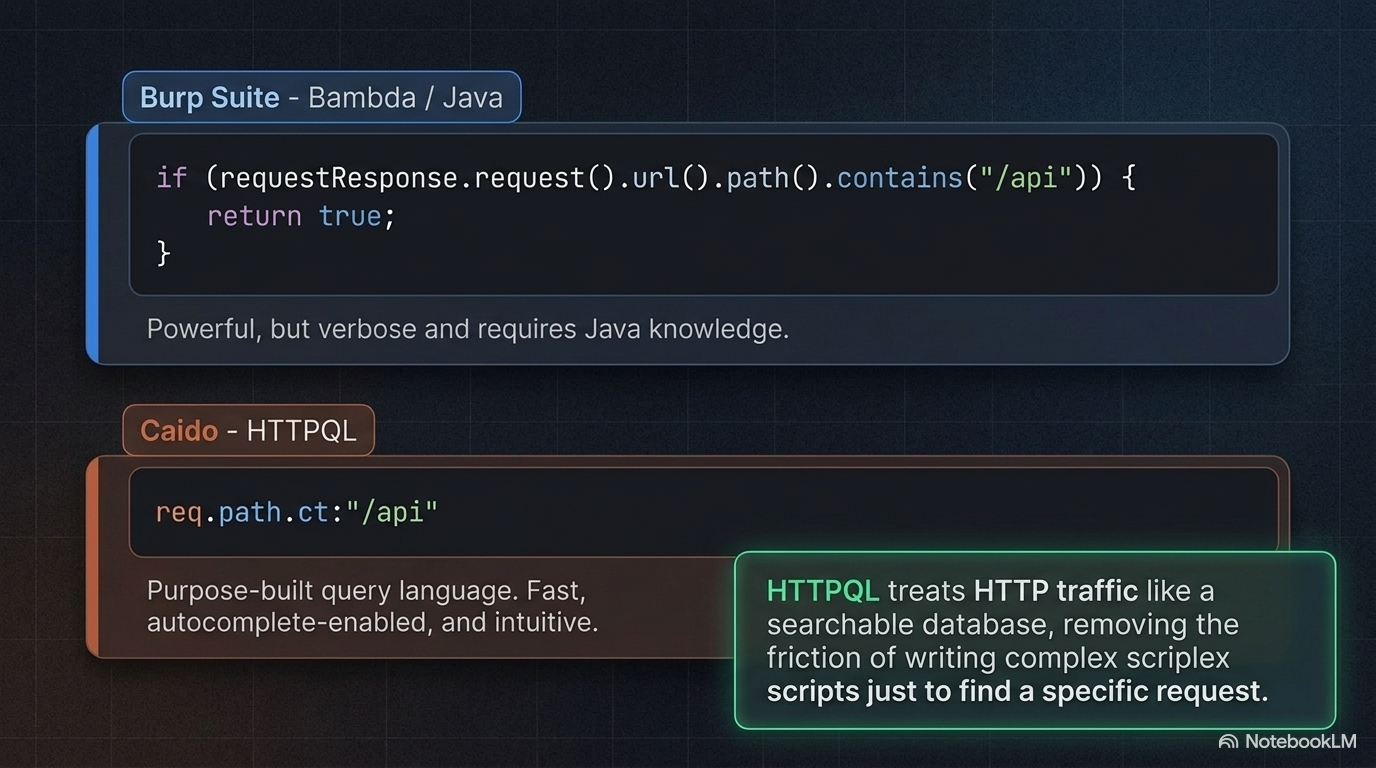 Burp Suite - Bambda / Java
if (requestResponse.request().url().path().contains("/api")) {
return true;
}
Powerful, but verbose and requires Java knowledge.
Caido - HTTPQL
req.path.ct:"/api"
Purpose-built query language. Fast,
autocomplete-enabled, and intuitive.
HTTPQL treats HTTP traffic like a
searchable database, removing the
friction of writing complex scriplex
scripts just to find a specific request.
NotebookLM